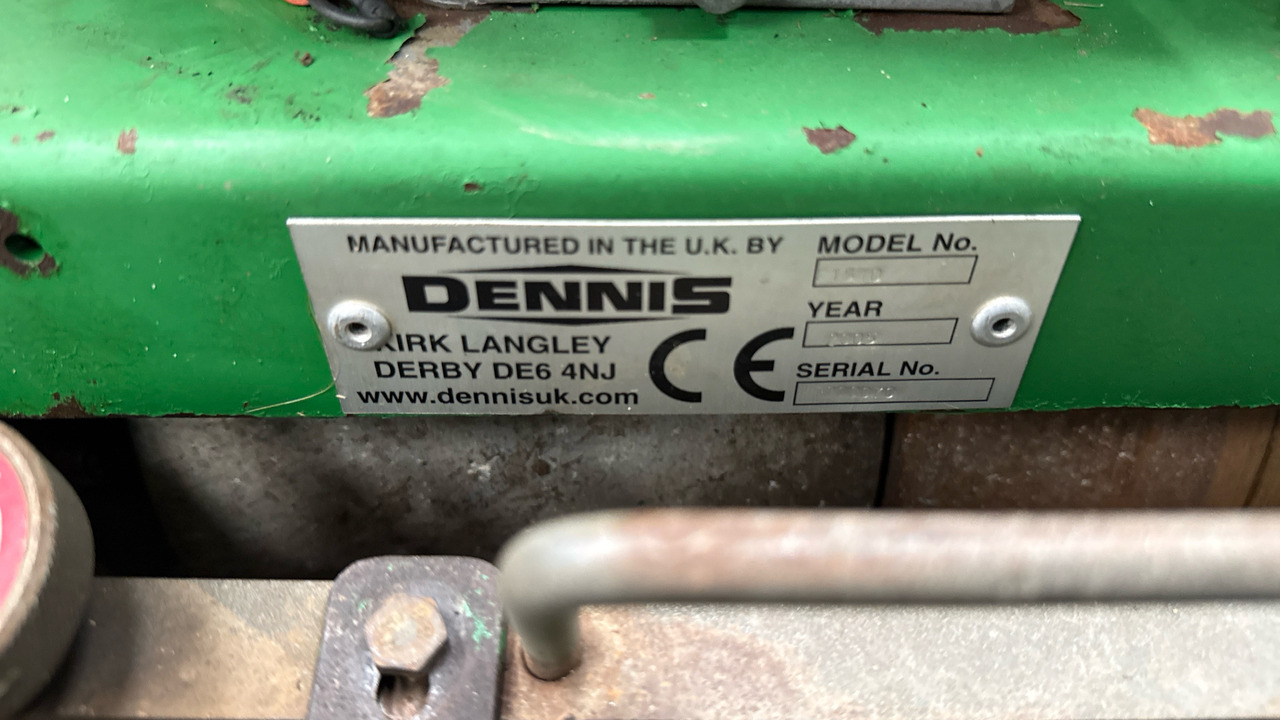 MANUFACTURED IN THE U.K. BY
DENNIS
KIRK LANGLEY
DERBY DE6 4NJ
www.dennisuk.com
CE
MODEL No.
YEAR
SERIAL No.